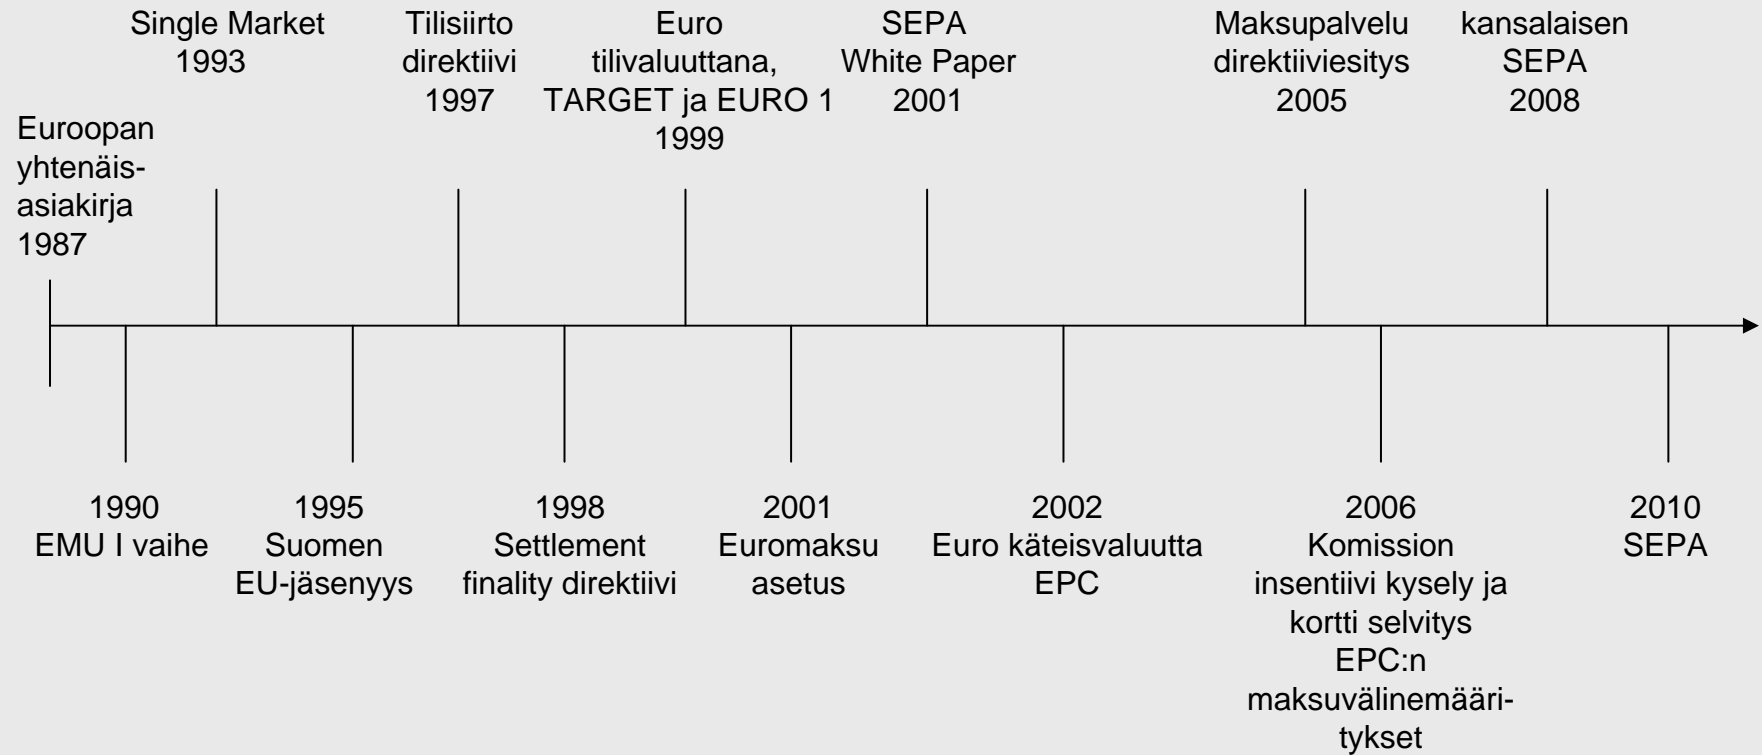 Single Market
1993
Tilisiirto
direktiivi
1997
Euro
tilivaluuttana,
TARGET ja EURO 1
1999
SEPA
White Paper
2001
Maksupalvelu
direktiiviesitys
2005
kansalaisen
SEPA
2008
Euroopan
yhtenäis-
asiakirja
1987
1990
EMU I vaihe
1995
Suomen
EU-jäsenyys
1998
Settlement
finality direktiivi
2001
Euromaksu
asetus
2002
Euro käteisvaluutta
EPC
2006
Komission
insentiivi kysely ja
kortti selvitys
EPC:n
maksuvälinemääri-
tykset
2010
SEPA